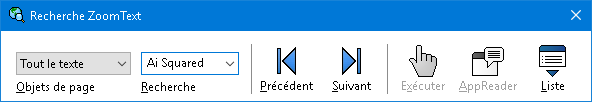 Recherche ZoomText
Tout le texte
Ai Squared
Objets de page
Recherche
Précédent
Suivant
Exécuter
AppReader
Liste